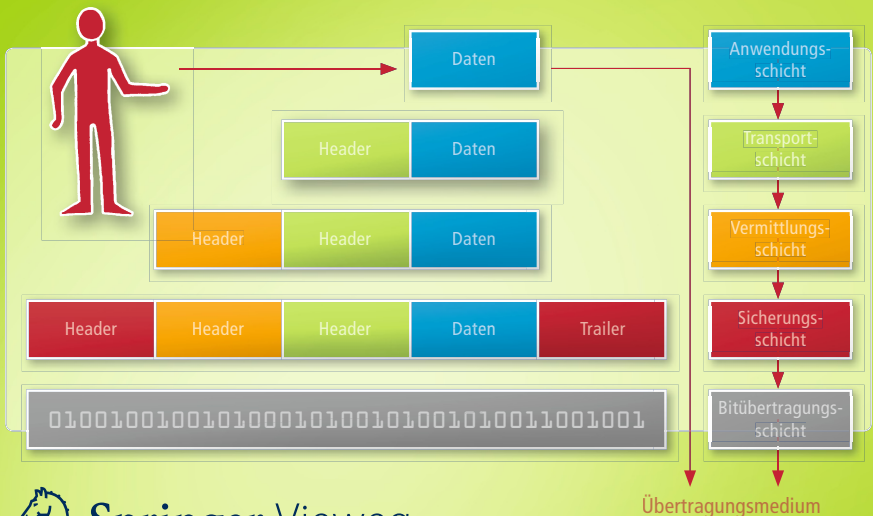 Daten
Anwendungs-
schicht
Header Daten
Transport-
schicht
Header Header Daten
Vermittlungs-
schicht
Header Header Header Daten Trailer
Sicherungs-
schicht
Bitübertragungs-
schicht
Übertragungsmedium
Springer Vieweg